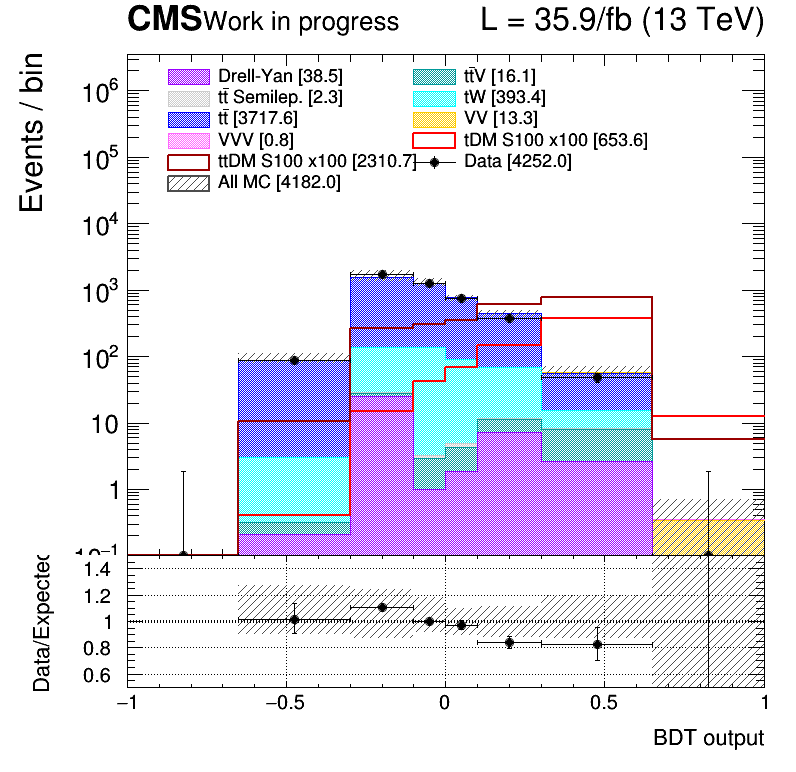 CMS Work in progress L = 35.9/fb (13 TeV)
Drell-Yan [38.5] tt̄V [16.1]
tt̄ Semilep. [2.3] tW [393.4]
tt̄ [3717.6] VV [13.3]
VVV [0.8] tDM S100 x100 [653.6]
ttDM S100 x100 [2310.7] Data [4252.0]
All MC [4182.0]
Events / bin
10⁶
10⁵
10⁴
10³
10²
10
1
10⁻¹
Data/Expected
1.4
1.2
1
0.8
0.6
−1 −0.5 0 0.5 1
BDT output